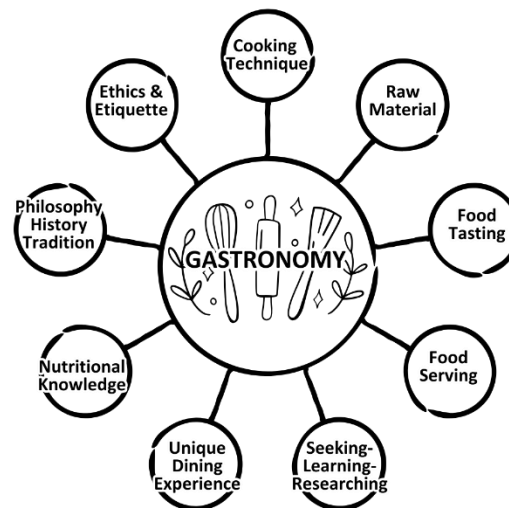 Cooking
Technique
Ethics &
Etiquette
Raw
Material
Philosophy
History
Tradition
Food
Tasting
GASTRONOMY
Nutritional
Knowledge
Food
Serving
Unique
Dining
Experience
Seeking-
Learning-
Researching